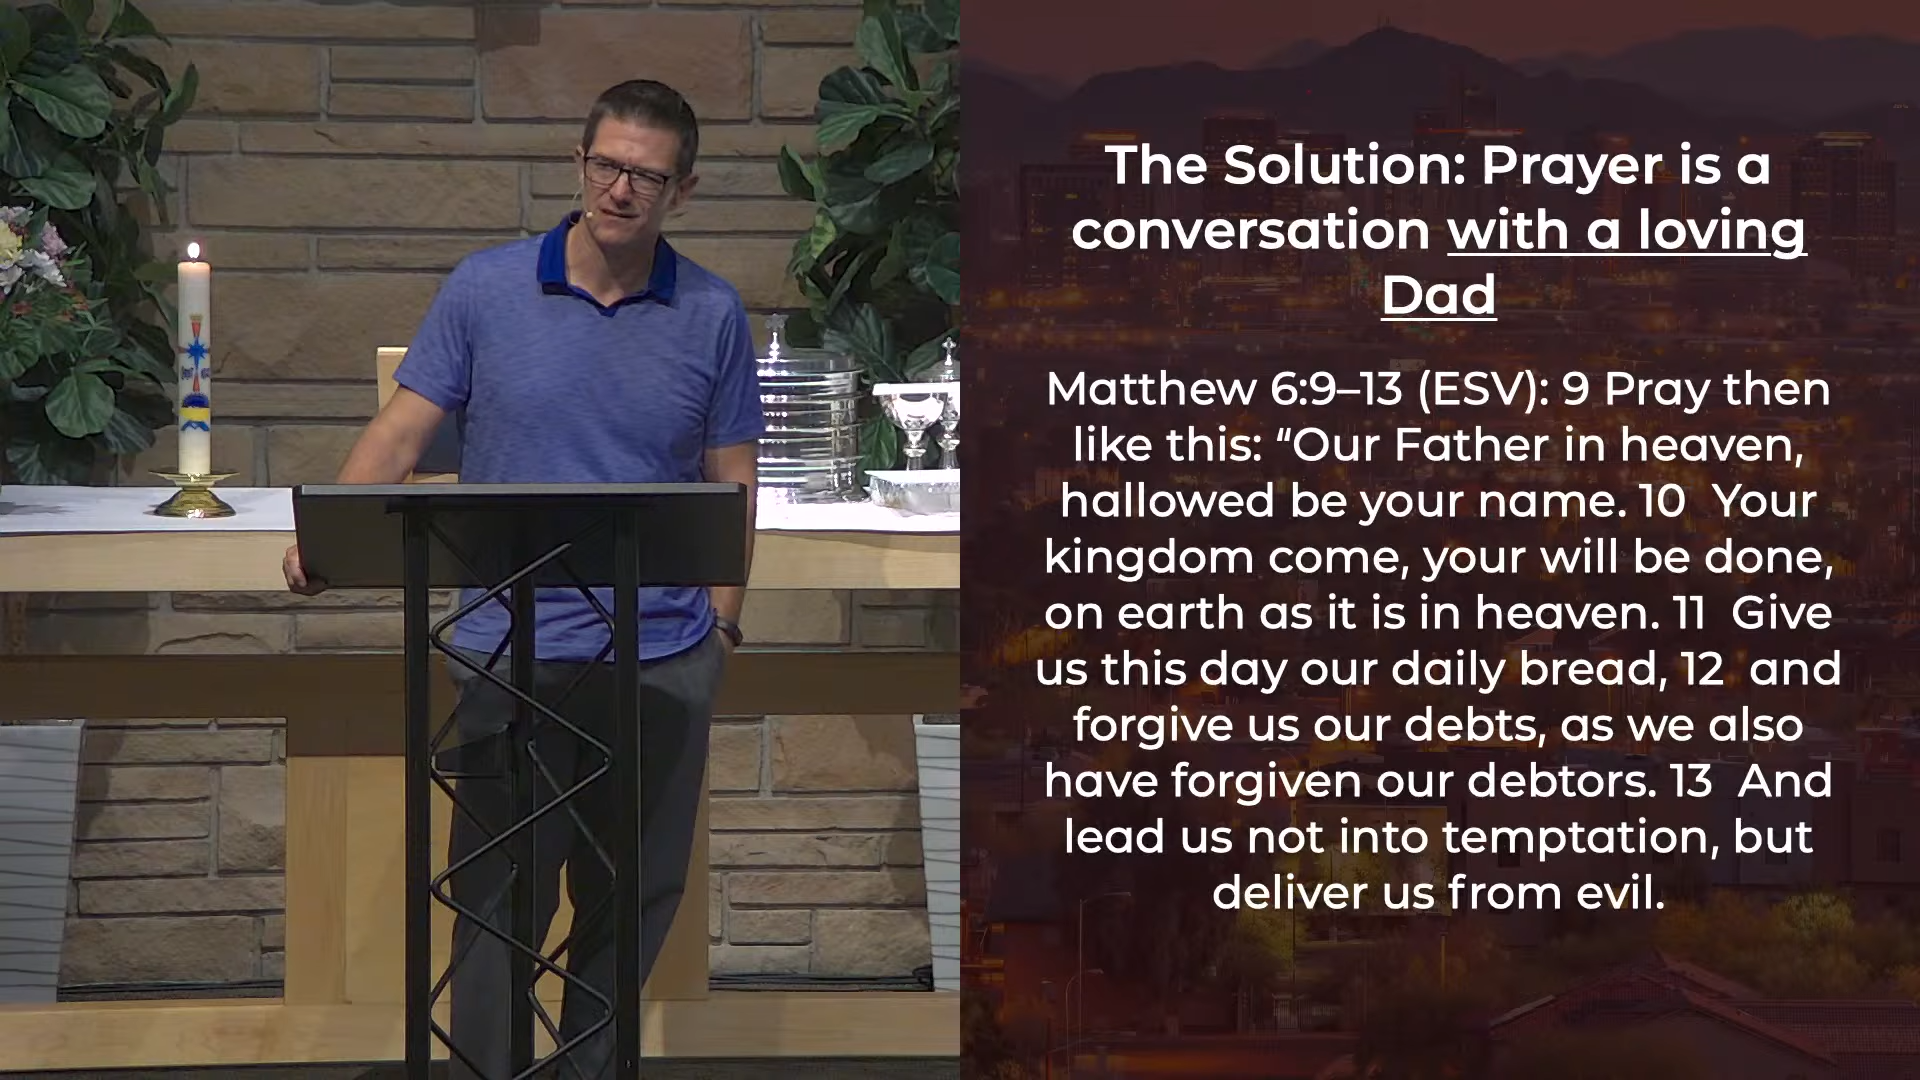 The Solution: Prayer is a
conversation with a loving
Dad
Matthew 6:9–13 (ESV): 9 Pray then
like this: “Our Father in heaven,
hallowed be your name. 10  Your
kingdom come, your will be done,
on earth as it is in heaven. 11  Give
us this day our daily bread, 12  and
forgive us our debts, as we also
have forgiven our debtors. 13  And
lead us not into temptation, but
deliver us from evil.